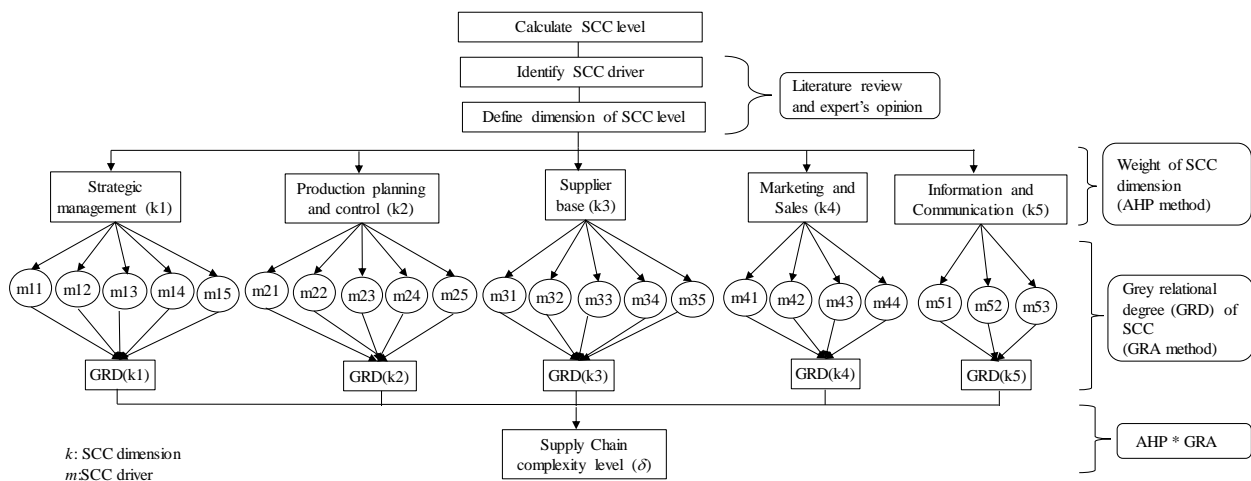 Calculate SCC level
Identify SCC driver
Define dimension of SCC level
Literature review
and expert's opinion
Strategic
management (k1)
Production planning
and control (k2)
Supplier
base (k3)
Marketing and
Sales (k4)
Information and
Communication (k5)
Weight of SCC
dimension
(AHP method)
m11
m12
m13
m14
m15
m21
m22
m23
m24
m25
m31
m32
m33
m34
m35
m41
m42
m43
m44
m51
m52
m53
Grey relational
degree (GRD) of
SCC
(GRA method)
GRD(k1)
GRD(k2)
GRD(k3)
GRD(k4)
GRD(k5)
Supply Chain
complexity level (δ)
AHP * GRA
k: SCC dimension
m:SCC driver